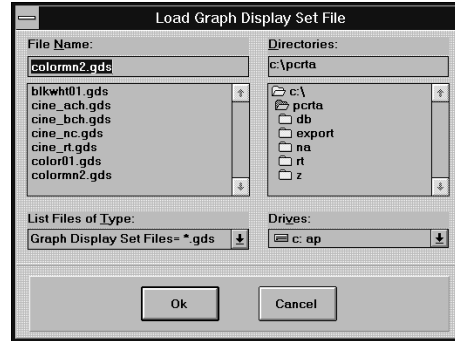 Load Graph Display Set File
File Name:
colormn2.gds
blkwht01.gds
cine_ach.gds
cine_bch.gds
cine_nc.gds
cine_rt.gds
color01.gds
colormn2.gds
List Files of Type:
Graph Display Set Files= *.gds
Directories:
c:\pcrta
c:\
pcrta
db
export
na
rt
z
Drives:
c: ap
Ok
Cancel